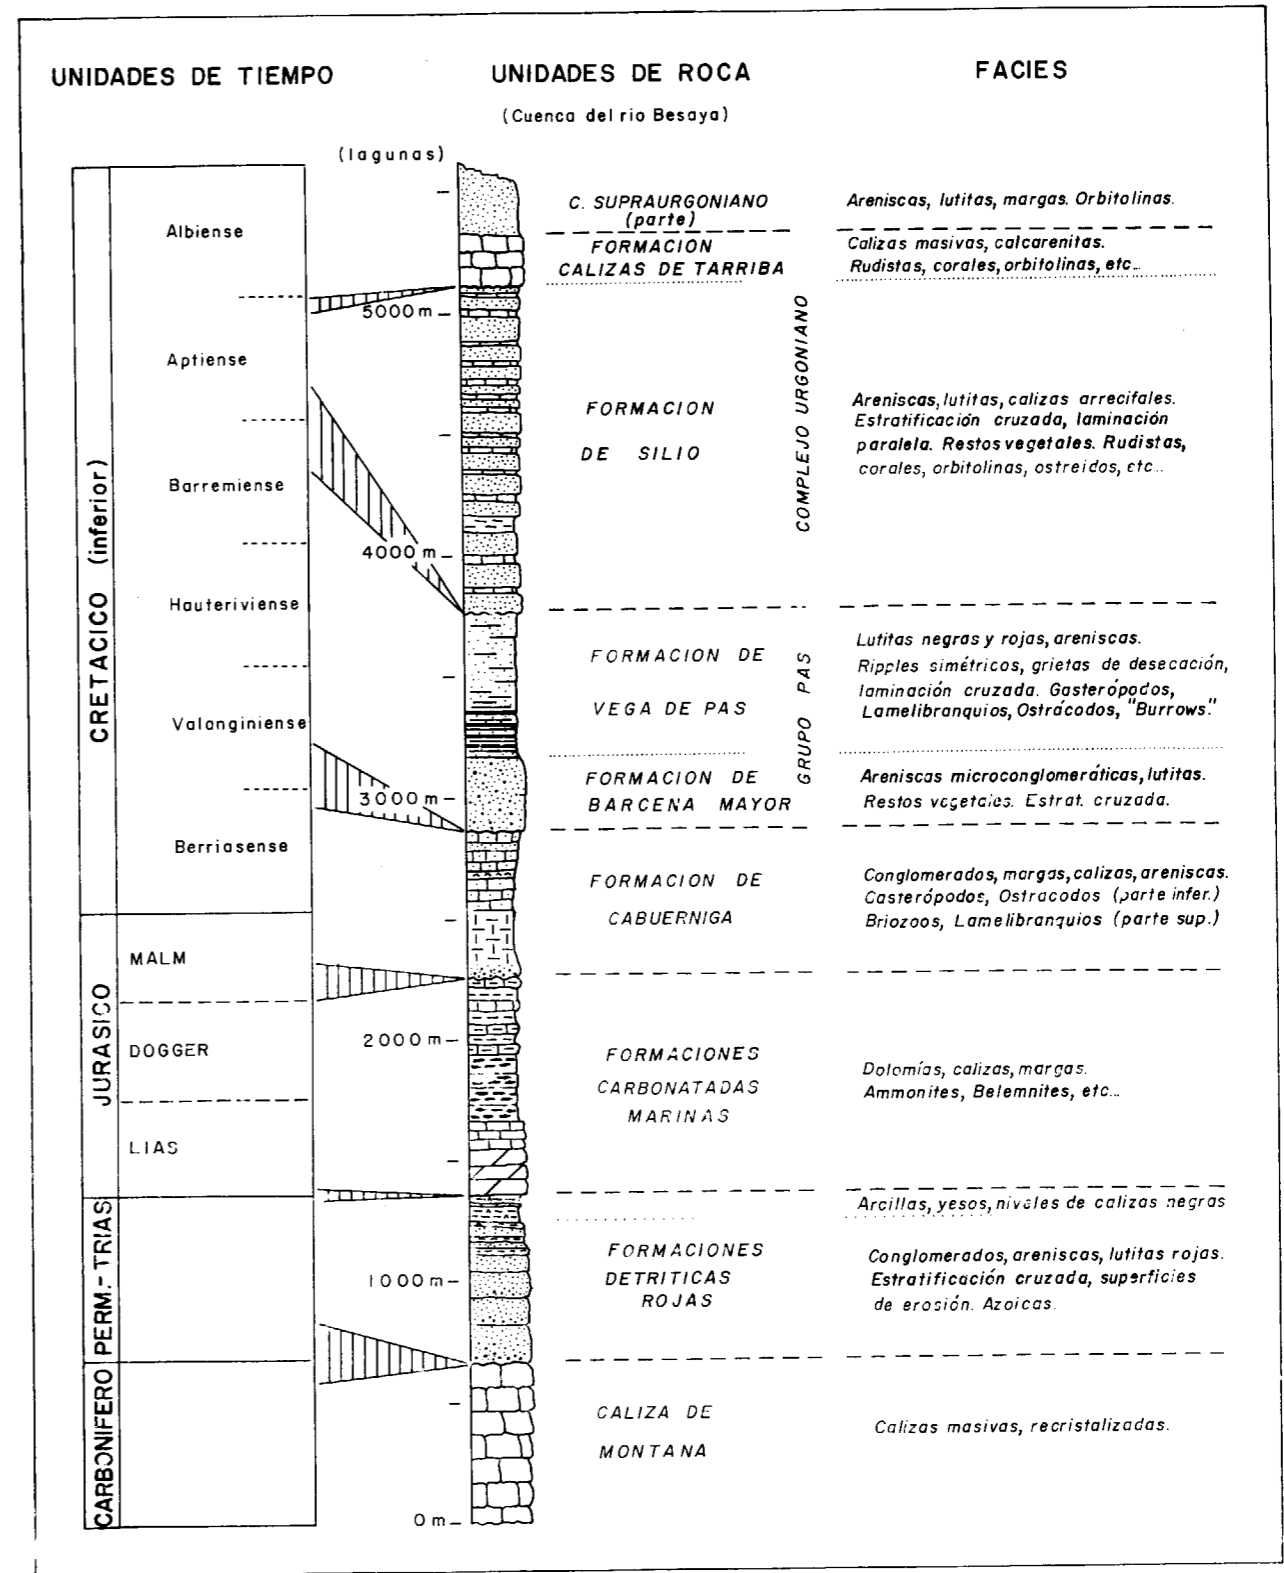 UNIDADES DE TIEMPO
UNIDADES DE ROCA
FACIES
(Cuenca del rio Besaya)
(lagunas)
CRETACICO (inferior)
Albiense
Aptiense
Barremiense
Hauteriviense
Valanginiense
Berriasense
JURASICO
MALM
DOGGER
LIAS
PERM.- TRIAS
CARBONIFERO
5000 m
4000 m
3000 m
2000 m
1000 m
0 m
C. SUPRAURGONIANO
(parte)
Areniscas, lutitas, margas. Orbitolinas.
FORMACION
CALIZAS DE TARRIBA
Calizas masivas, calcarenitas.
Rudistas, corales, orbitolinas, etc...
COMPLEJO URGONIANO
FORMACION
DE SILIO
Areniscas, lutitas, calizas arrecifales.
Estratificación cruzada, laminación
paralela. Restos vegetales. Rudistas,
corales, orbitolinas, ostreidos, etc...
GRUPO PAS
FORMACION DE
VEGA DE PAS
Lutitas negras y rojas, areniscas.
Ripples simétricos, grietas de desecación,
laminación cruzada. Gasterópodos,
Lamelibranquios, Ostrácodos, "Burrows."
FORMACION DE
BARCENA MAYOR
Areniscas microconglomeráticas, lutitas.
Restos vegetales. Estrat. cruzada.
FORMACION DE
CABUERNIGA
Conglomerados, margas, calizas, areniscas.
Casterópodos, Ostracodos (parte infer.)
Briozoos, Lamelibranquios (parte sup.)
FORMACIONES
CARBONATADAS
MARINAS
Dolomías, calizas, margas.
Ammonites, Belemnites, etc...
Arcillas, yesos, niveles de calizas negras
FORMACIONES
DETRITICAS
ROJAS
Conglomerados, areniscas, lutitas rojas.
Estratificación cruzada, superficies
de erosión. Azoicas.
CALIZA DE
MONTANA
Calizas masivas, recristalizadas.